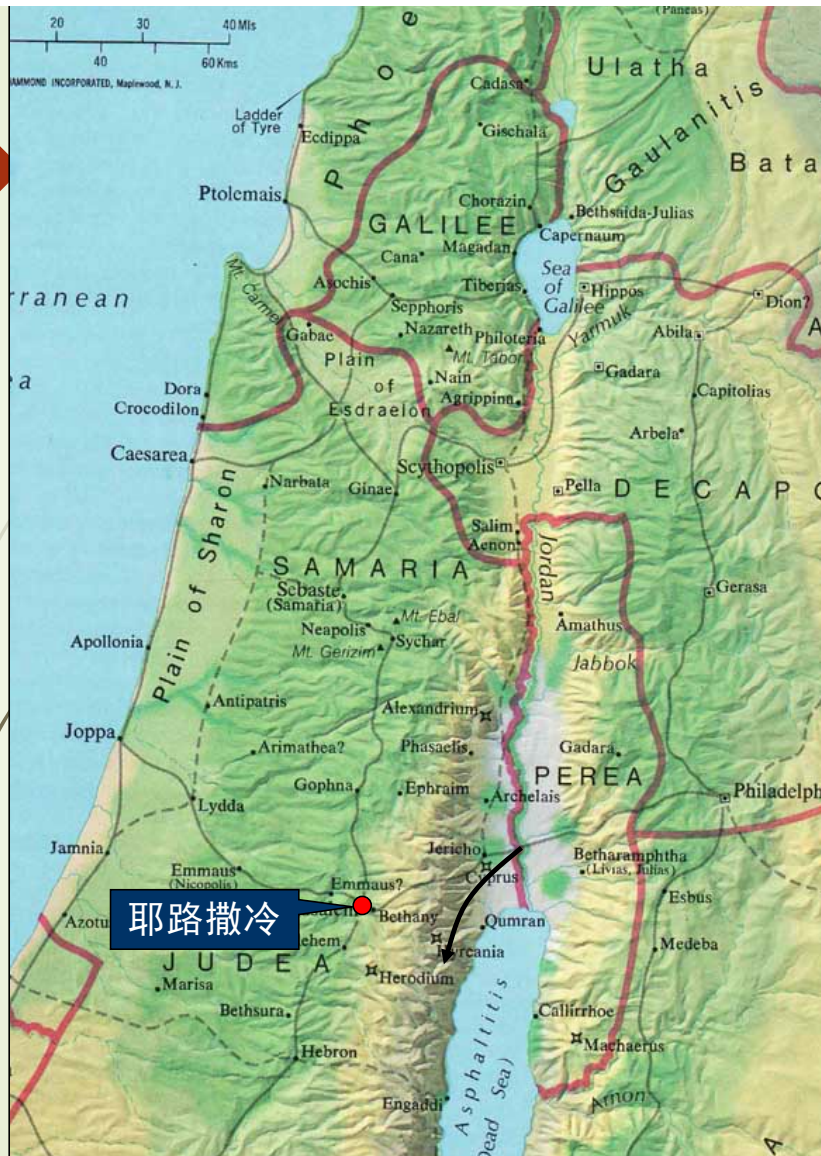 20
30
40 Mls
40
60 Kms
HAMMOND INCORPORATED, Maplewood, N. J.
(Paneas)
P h o e
Ulatha
Cadasa
Ladder
of Tyre
Ecdippa
Gischala
Gaulanitis
Bata
Ptolemais
Chorazin
Bethsaida-Julias
GALILEE
Capernaum
Cana
Magadan
Sea
of
Galilee
Mt. Carmel
Asochis
Tiberias
Hippos
Dion?
rranean
Sepphoris
Gabae
Nazareth
Philoteria
Yarmuk
Abila
A
Plain
of
Esdraelon
Mt. Tabor
Gadara
ea
Nain
Dora
Agrippina
Capitolias
Crocodilon
Arbela
Caesarea
Scythopolis
Narbata
Ginae
Pella
DECAPO
Plain of Sharon
Salim
Aenon
Jordan
SAMARIA
Sebaste
(Samaria)
Gerasa
Mt. Ebal
Amathus
Neapolis
Sychar
Apollonia
Mt. Gerizim
Jabbok
Antipatris
Alexandrium
Joppa
Arimathea?
Phasaelis
Gadara
PEREA
Gophna
Ephraim
Archelais
Philadelph
Lydda
Jamnia
Jericho
Cyprus
Betharamphtha
(Livias, Julias)
Emmaus
(Nicopolis)
Emmaus?
Esbus
耶路撒冷
Azotu
Bethany
Qumran
ehem
Hyrcania
Medeba
JUDEA
Herodium
Marisa
Bethsura
Callirrhoe
Hebron
Machaerus
Asphaltitis
Dead Sea)
Engaddi
Arnon
A